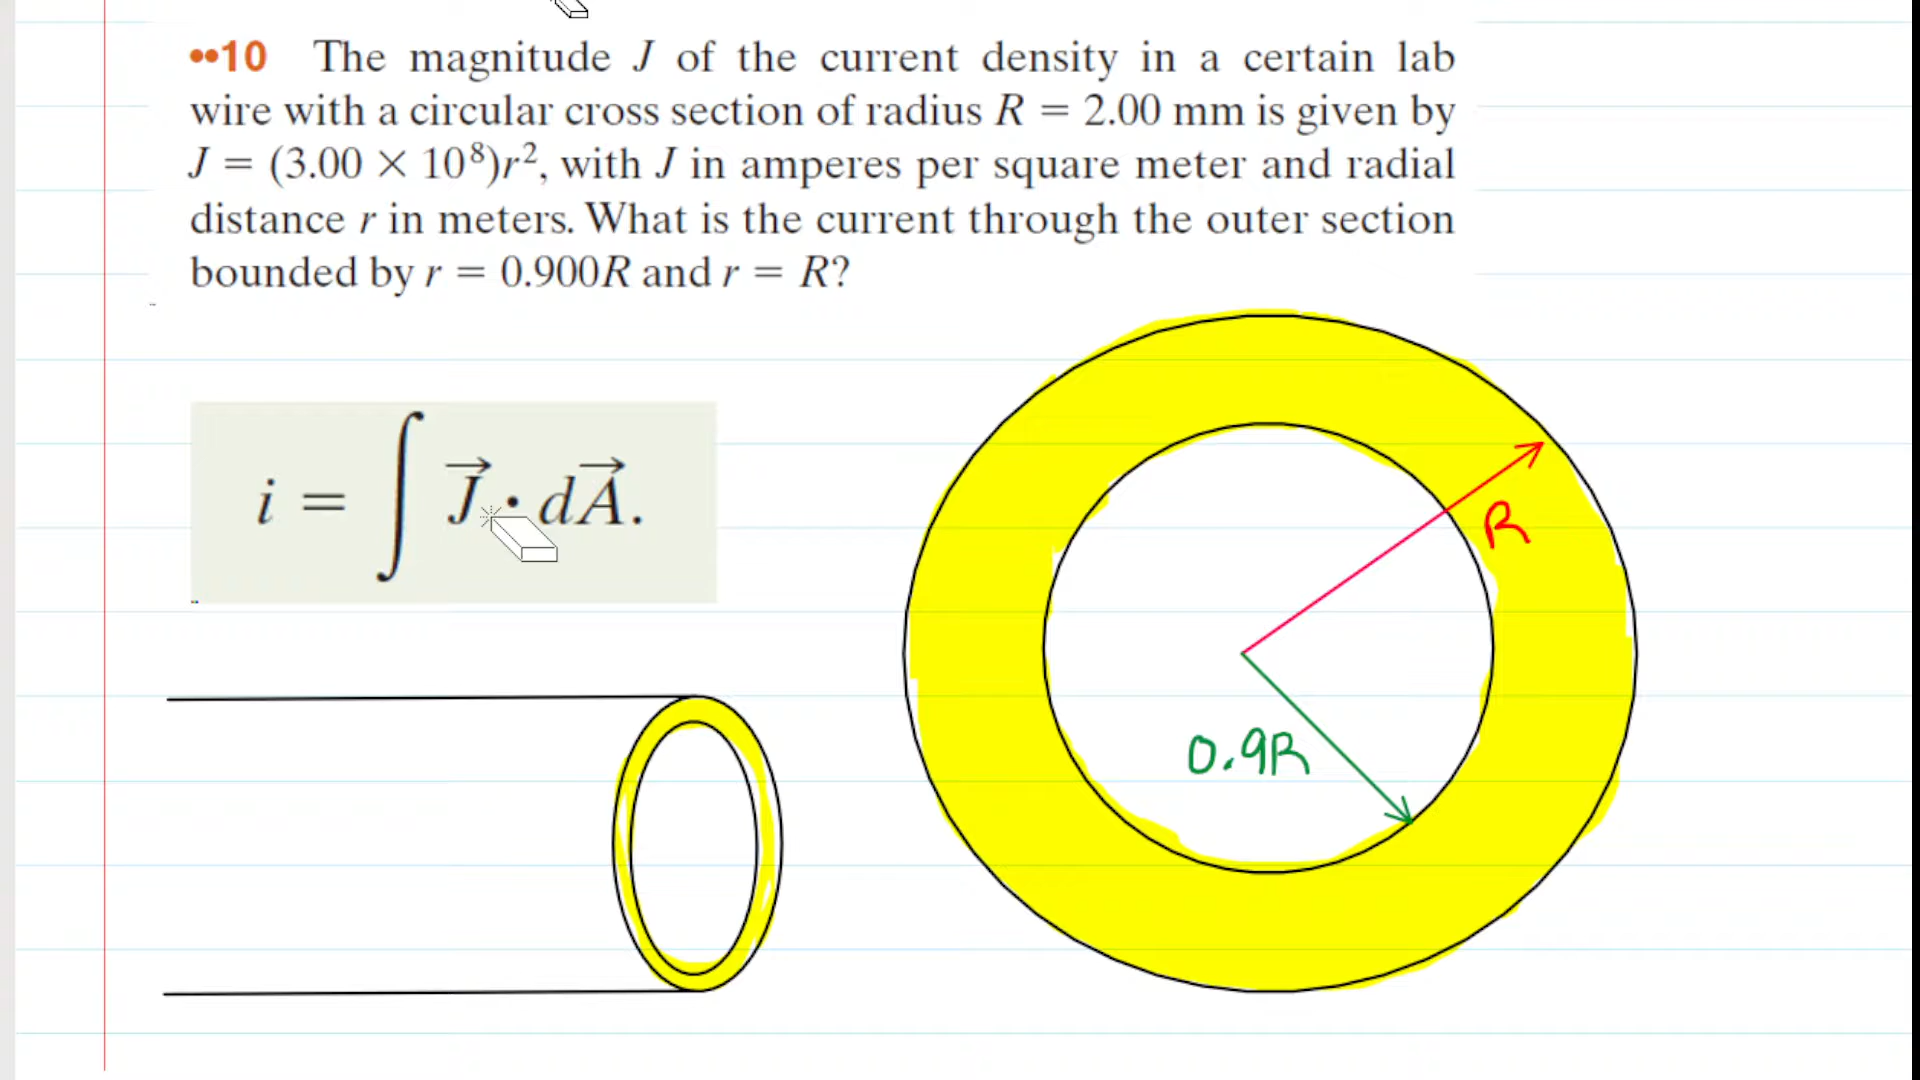 ••10 The magnitude J of the current density in a certain lab
wire with a circular cross section of radius R = 2.00 mm is given by
J = (3.00 × 10⁸)r², with J in amperes per square meter and radial
distance r in meters. What is the current through the outer section
bounded by r = 0.900R and r = R?
i = ∫ J⃗ · dA⃗.
R
0.9R